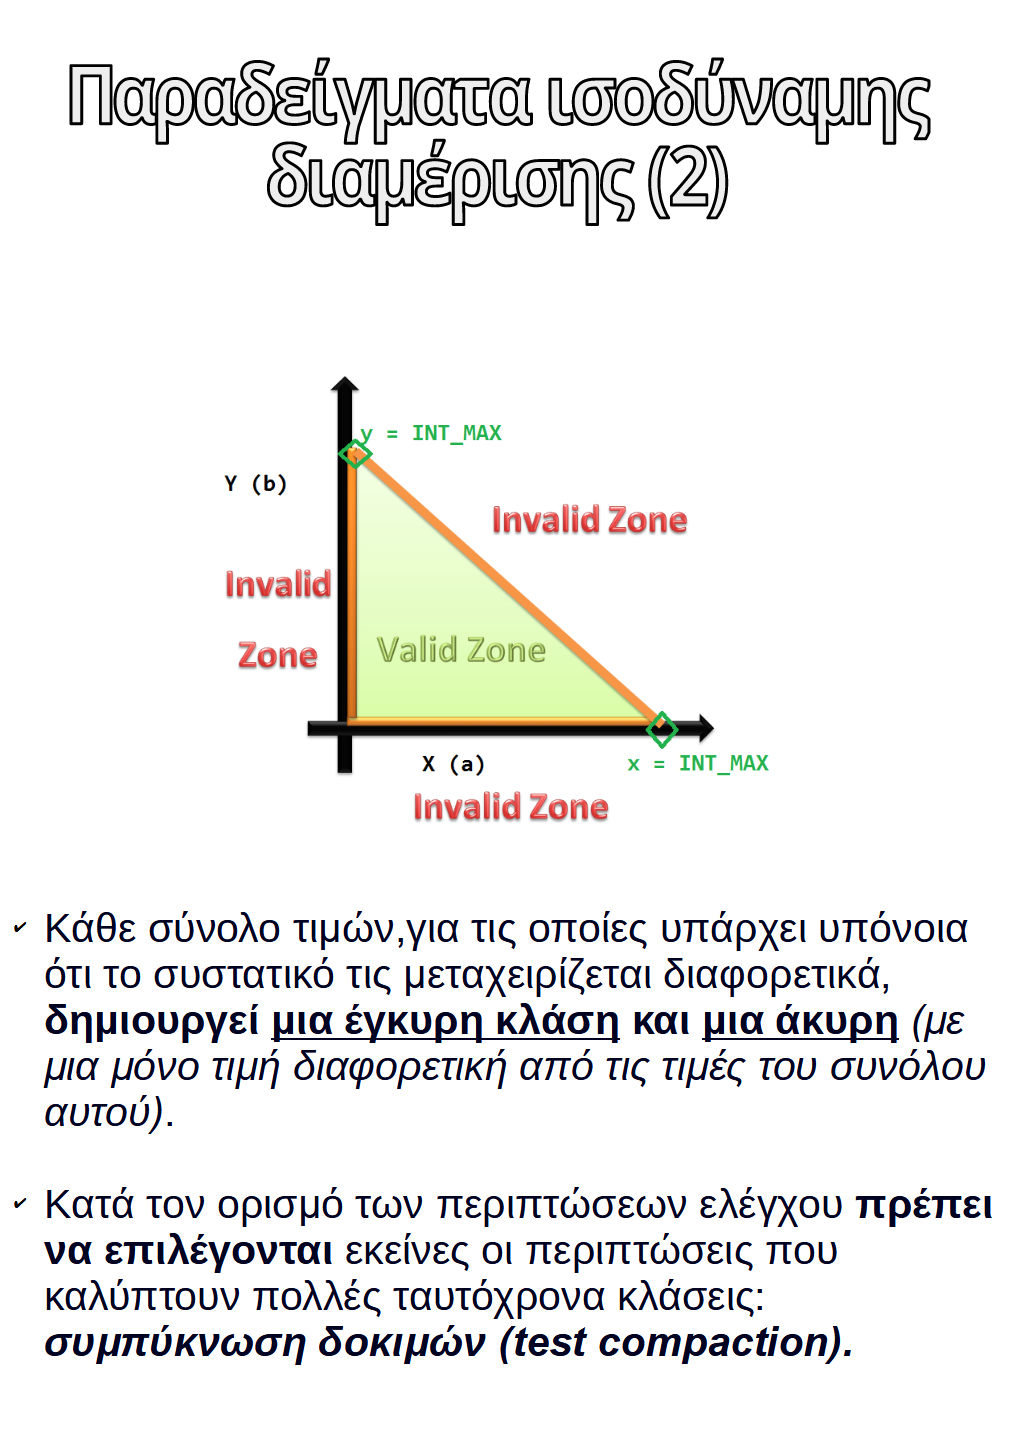 Παραδείγματα ισοδύναμης
διαμέρισης (2)
y = INT_MAX
Y (b)
Invalid Zone
Invalid
Zone
Valid Zone
X (a)
x = INT_MAX
Invalid Zone
✓ Κάθε σύνολο τιμών,για τις οποίες υπάρχει υπόνοια
ότι το συστατικό τις μεταχειρίζεται διαφορετικά,
δημιουργεί μια έγκυρη κλάση και μια άκυρη (με
μια μόνο τιμή διαφορετική από τις τιμές του συνόλου
αυτού).
✓ Κατά τον ορισμό των περιπτώσεων ελέγχου πρέπει
να επιλέγονται εκείνες οι περιπτώσεις που
καλύπτουν πολλές ταυτόχρονα κλάσεις:
συμπύκνωση δοκιμών (test compaction).